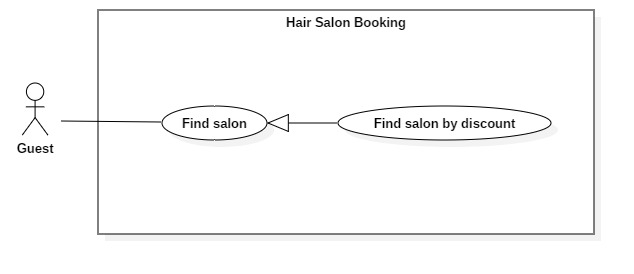 Hair Salon Booking
Find salon
Find salon by discount
Guest